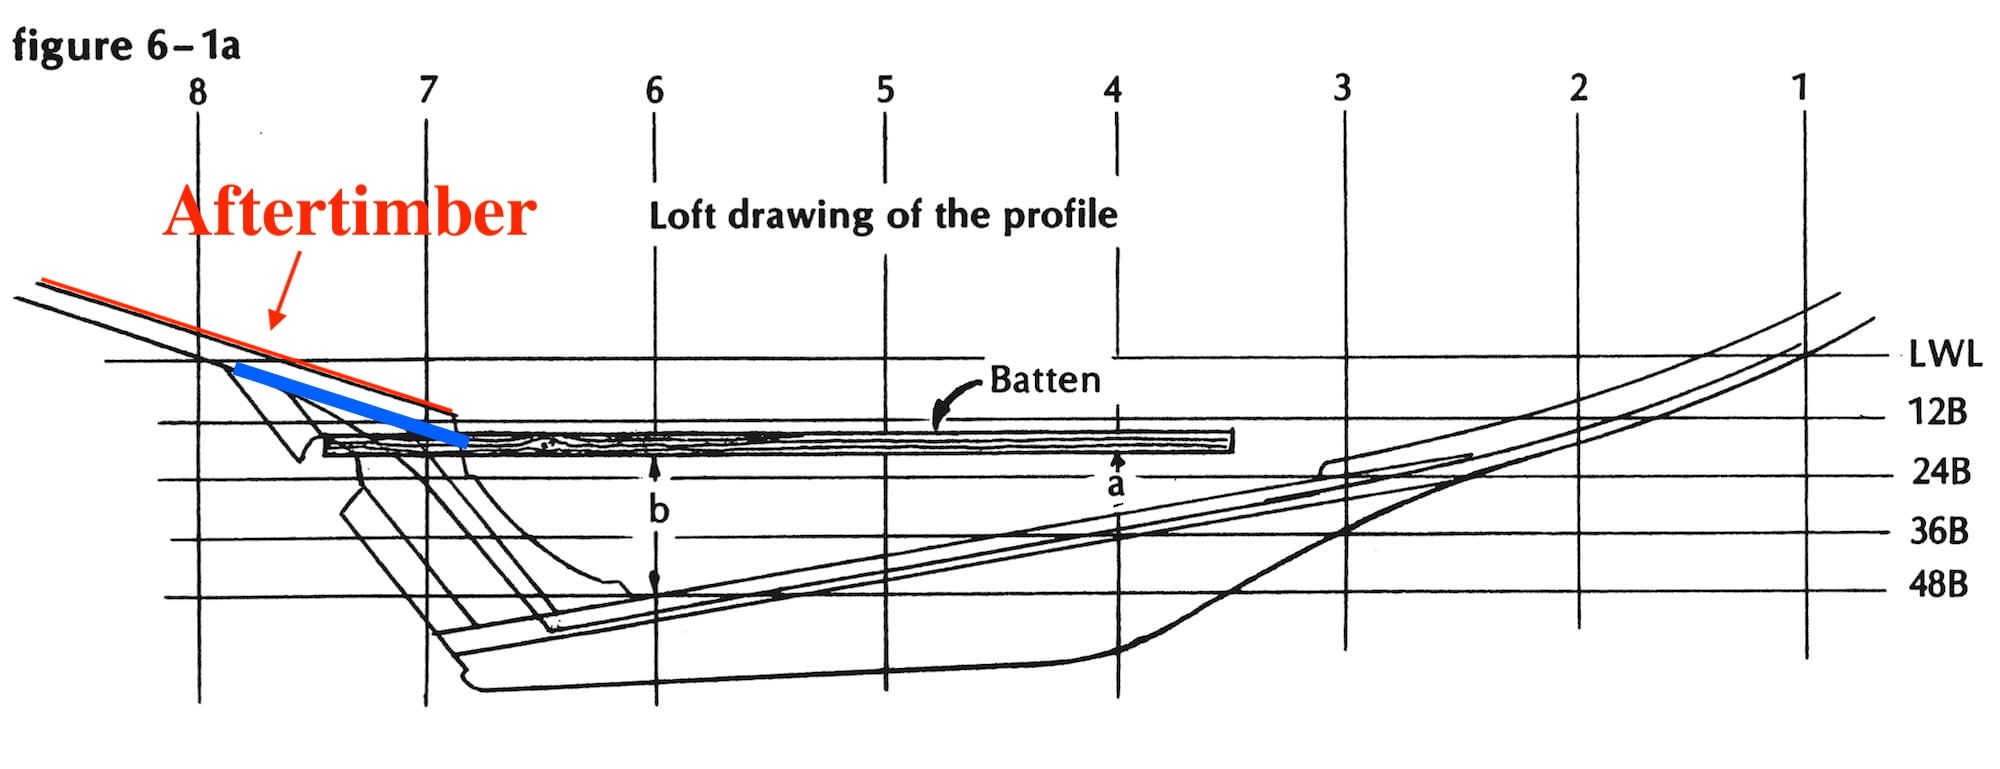 figure 6-1a
8 7 6 5 4 3 2 1
Aftertimber
Loft drawing of the profile
LWL
Batten
12B
24B
a
b
36B
48B